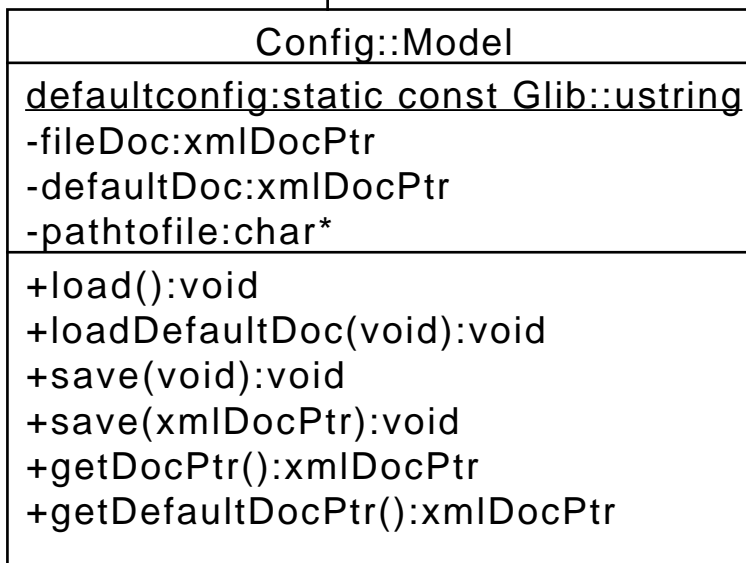 Config::Model
defaultconfig:static const Glib::ustring
-fileDoc:xmlDocPtr
-defaultDoc:xmlDocPtr
-pathtofile:char*
+load():void
+loadDefaultDoc(void):void
+save(void):void
+save(xmlDocPtr):void
+getDocPtr():xmlDocPtr
+getDefaultDocPtr():xmlDocPtr